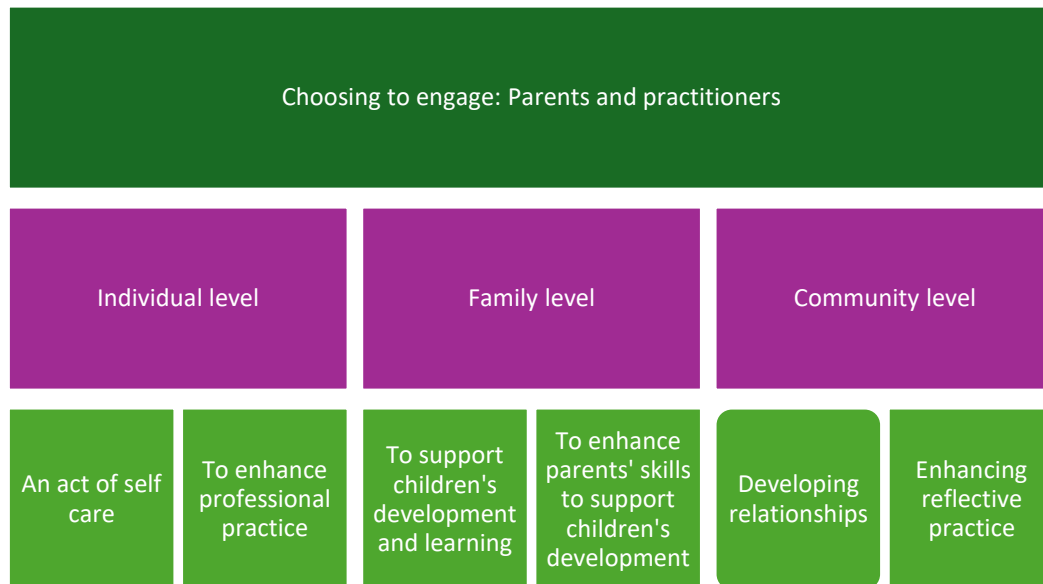 Choosing to engage: Parents and practitioners
Individual level
Family level
Community level
An act of self
care
To enhance
professional
practice
To support
children's
development
and learning
To enhance
parents' skills
to support
children's
development
Developing
relationships
Enhancing
reflective
practice